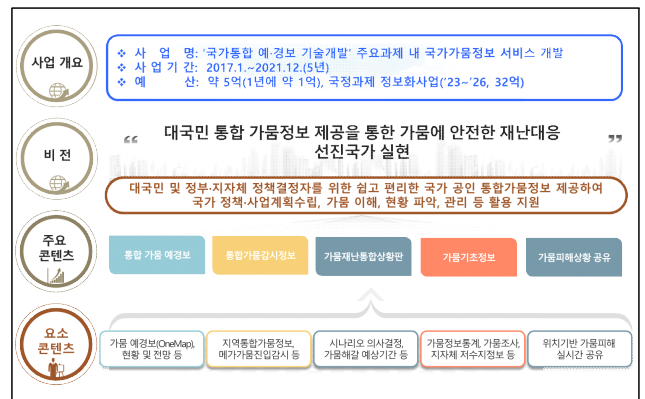 사업 개요
❖ 사 업 명: '국가통합 예·경보 기술개발' 주요과제 내 국가가뭄정보 서비스 개발
❖ 사 업 기 간: 2017.1.~2021.12.(5년)
❖ 예 산: 약 5억(1년에 약 1억), 국정과제 정보화사업('23~'26, 32억)
비 전
“ 대국민 통합 가뭄정보 제공을 통한 가뭄에 안전한 재난대응 ”
선진국가 실현
대국민 및 정부·지자체 정책결정자를 위한 쉽고 편리한 국가 공인 통합가뭄정보 제공하여
국가 정책·사업계획수립, 가뭄 이해, 현황 파악, 관리 등 활용 지원
주요
콘텐츠
통합 가뭄 예경보
통합가뭄감시정보
가뭄재난통합상황판
가뭄기초정보
가뭄피해상황 공유
요소
콘텐츠
가뭄 예경보(OneMap),
현황 및 전망 등
지역통합가뭄정보,
메가가뭄진입감시 등
시나리오 의사결정,
가뭄해갈 예상기간 등
가뭄정보통계, 가뭄조사,
지자체 저수지정보 등
위치기반 가뭄피해
실시간 공유